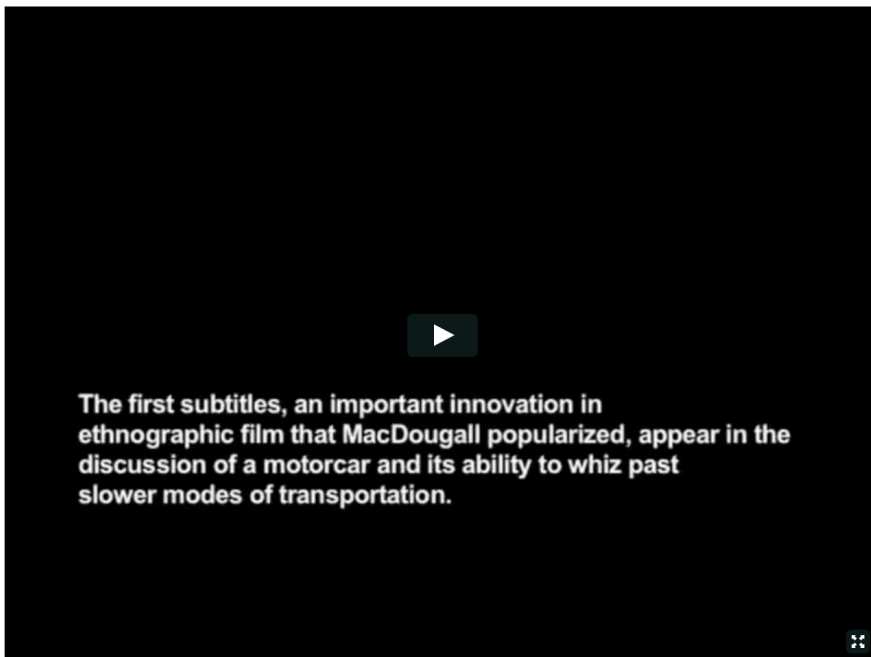 The first subtitles, an important innovation in
ethnographic film that MacDougall popularized, appear in the
discussion of a motorcar and its ability to whiz past
slower modes of transportation.